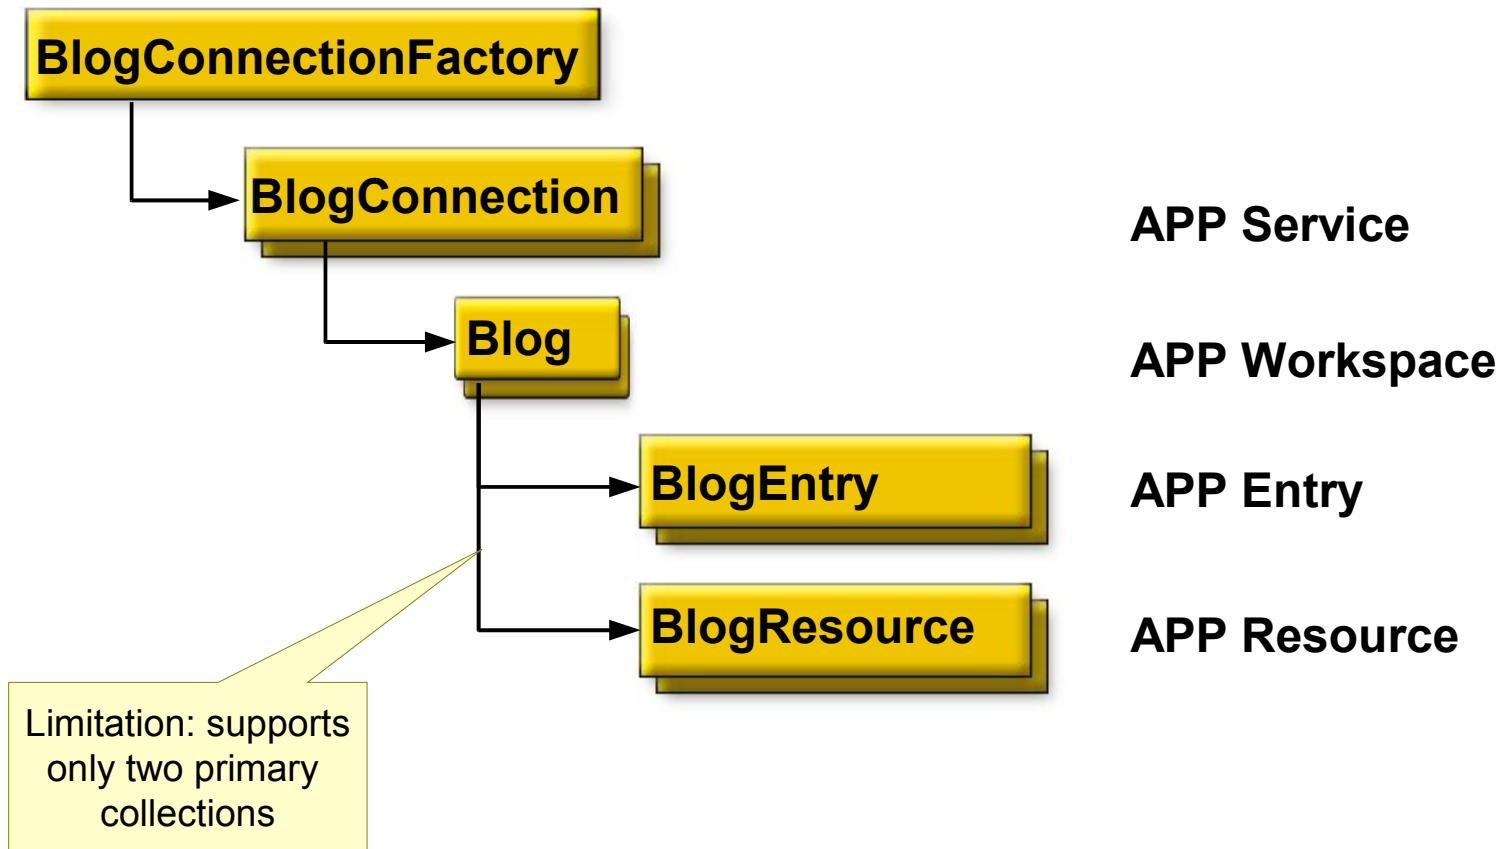 BlogConnectionFactory
BlogConnection
APP Service
Blog
APP Workspace
BlogEntry
APP Entry
BlogResource
APP Resource
Limitation: supports
only two primary
collections